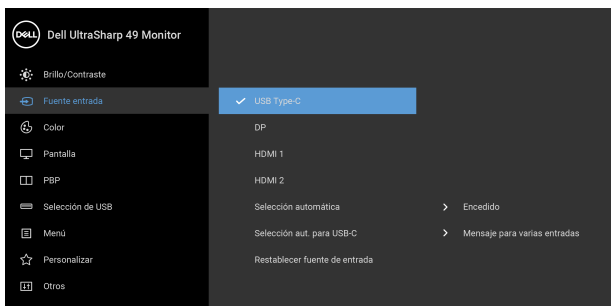 DELL Dell UltraSharp 49 Monitor
Brillo/Contraste
Fuente entrada USB Type-C
Color DP
Pantalla HDMI 1
PBP HDMI 2
Selección de USB Selección automática Encedido
Menú Selección aut. para USB-C Mensaje para varias entradas
Personalizar Restablecer fuente de entrada
Otros